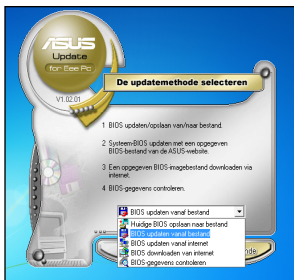 ASUS
Update
for Eee Pc
V1.02.01
De updatemethode selecteren
1 BIOS updaten/opslaan van/naar bestand.
2 Systeem-BIOS updaten met een opgegeven
BIOS-bestand van de ASUS-website.
3 Een opgegeven BIOS-imagebestand downloaden via
internet.
4 BIOS-gegevens controleren.
BIOS updaten vanaf bestand
Huidige BIOS opslaan naar bestand
BIOS updaten vanaf bestand
BIOS updaten vanaf internet
BIOS downloaden van internet
BIOS-gegevens controleren